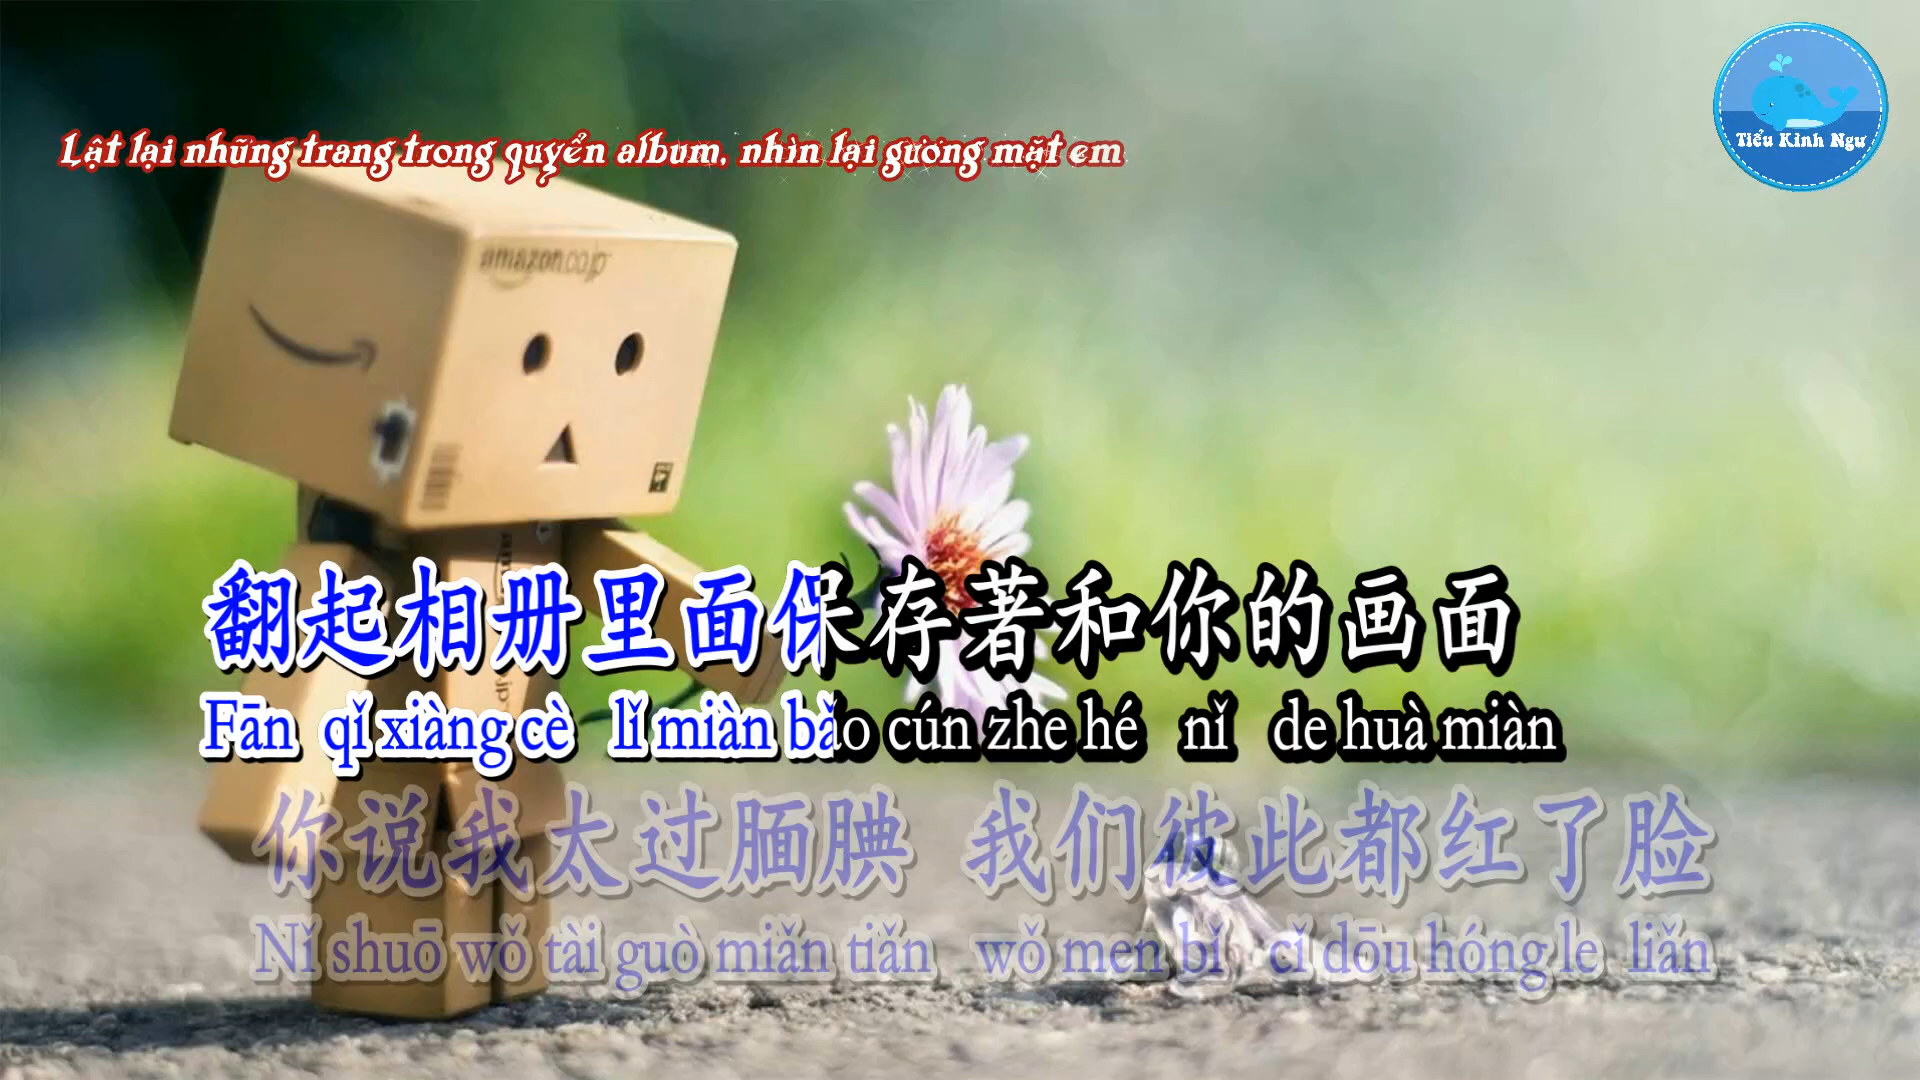 Lật lại những trang trong quyển album, nhìn lại gương mặt em
Tiểu Kình Ngư
amazon.co.jp
翻起相册里面保存著和你的画面
Fān qǐ xiàng cè lǐ miàn bǎo cún zhe hé nǐ de huà miàn
你说我太过腼腆 我们彼此都红了脸
Nǐ shuō wǒ tài guò miǎn tiǎn wǒ men bǐ cǐ dōu hóng le liǎn